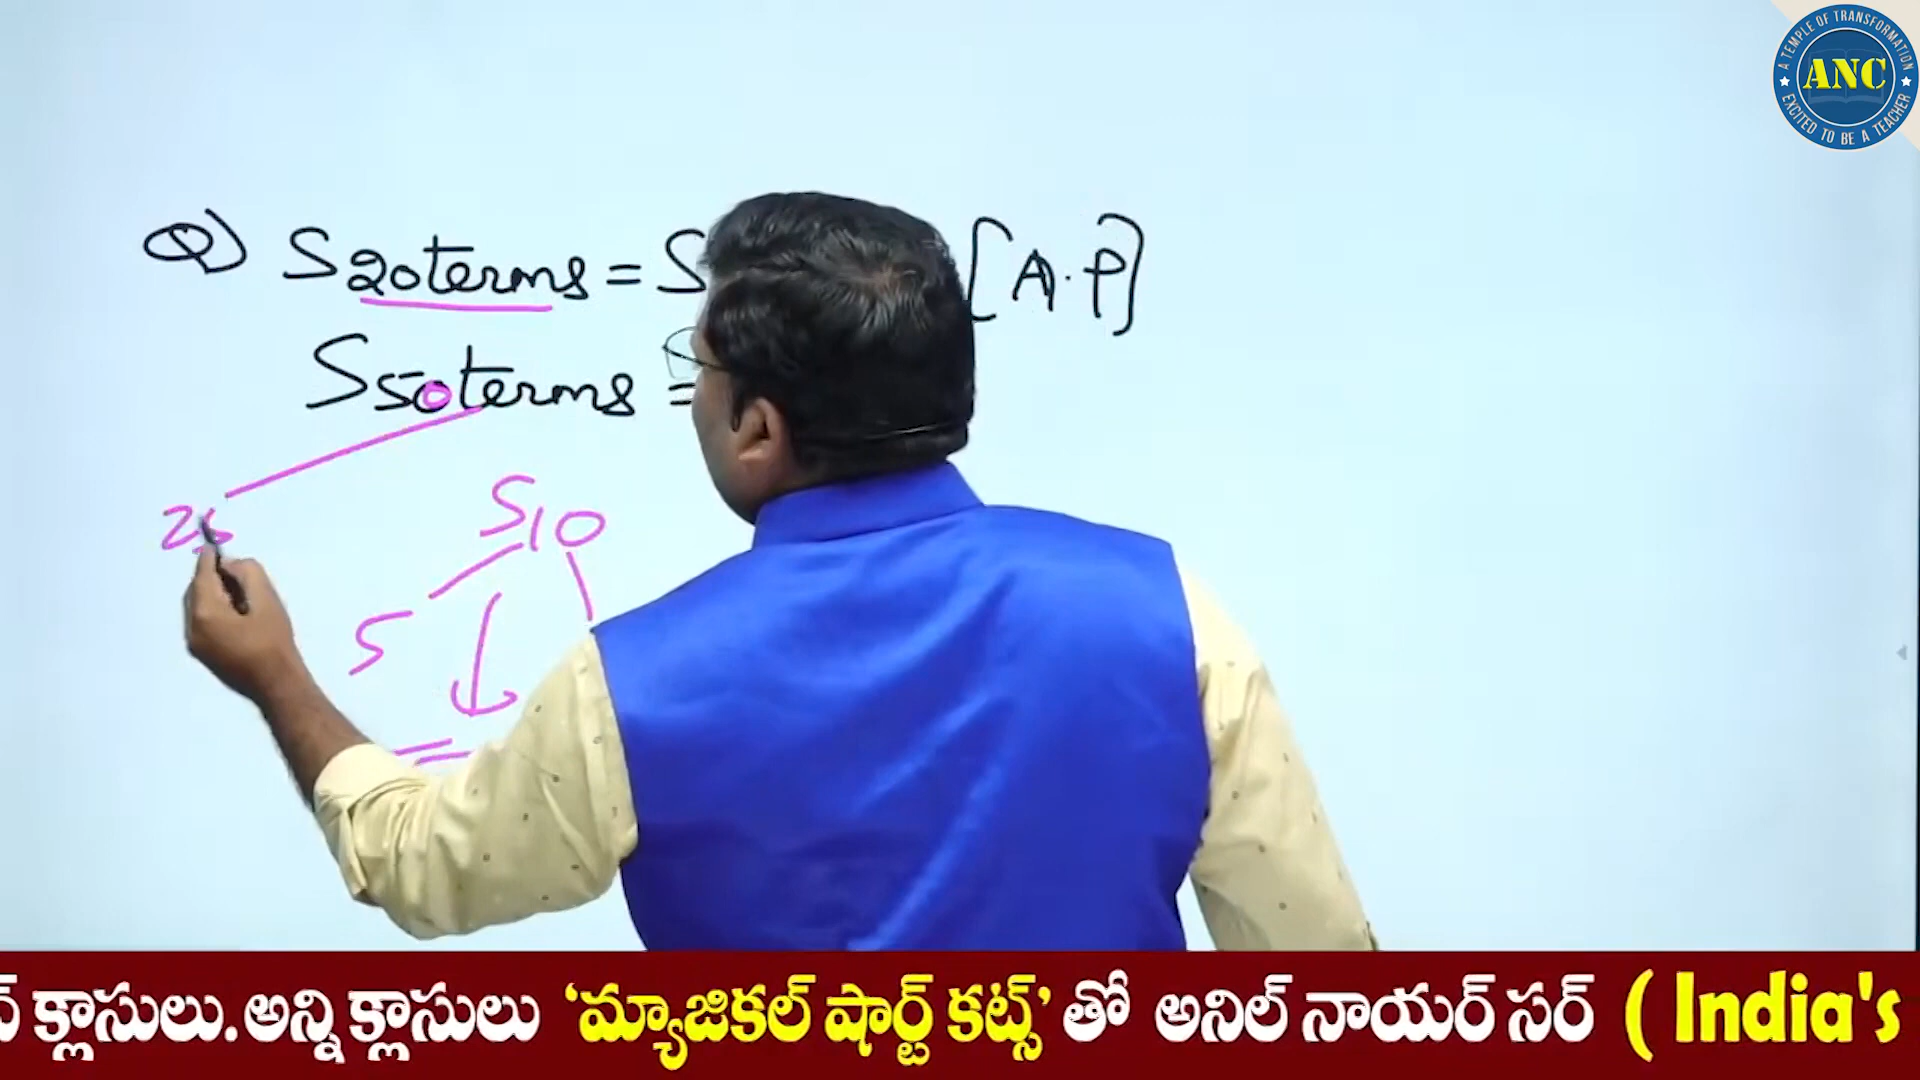 A TEMPLE OF TRANSFORMATION
ANC
EXCITED TO BE A TEACHER
Q) S20terms = S [A.P]
S50terms =
25
S10
5
క్లాసులు. అన్ని క్లాసులు ‘మ్యాజికల్ షార్ట్ కట్స్’ తో అనిల్ నాయర్ సర్ ( India's